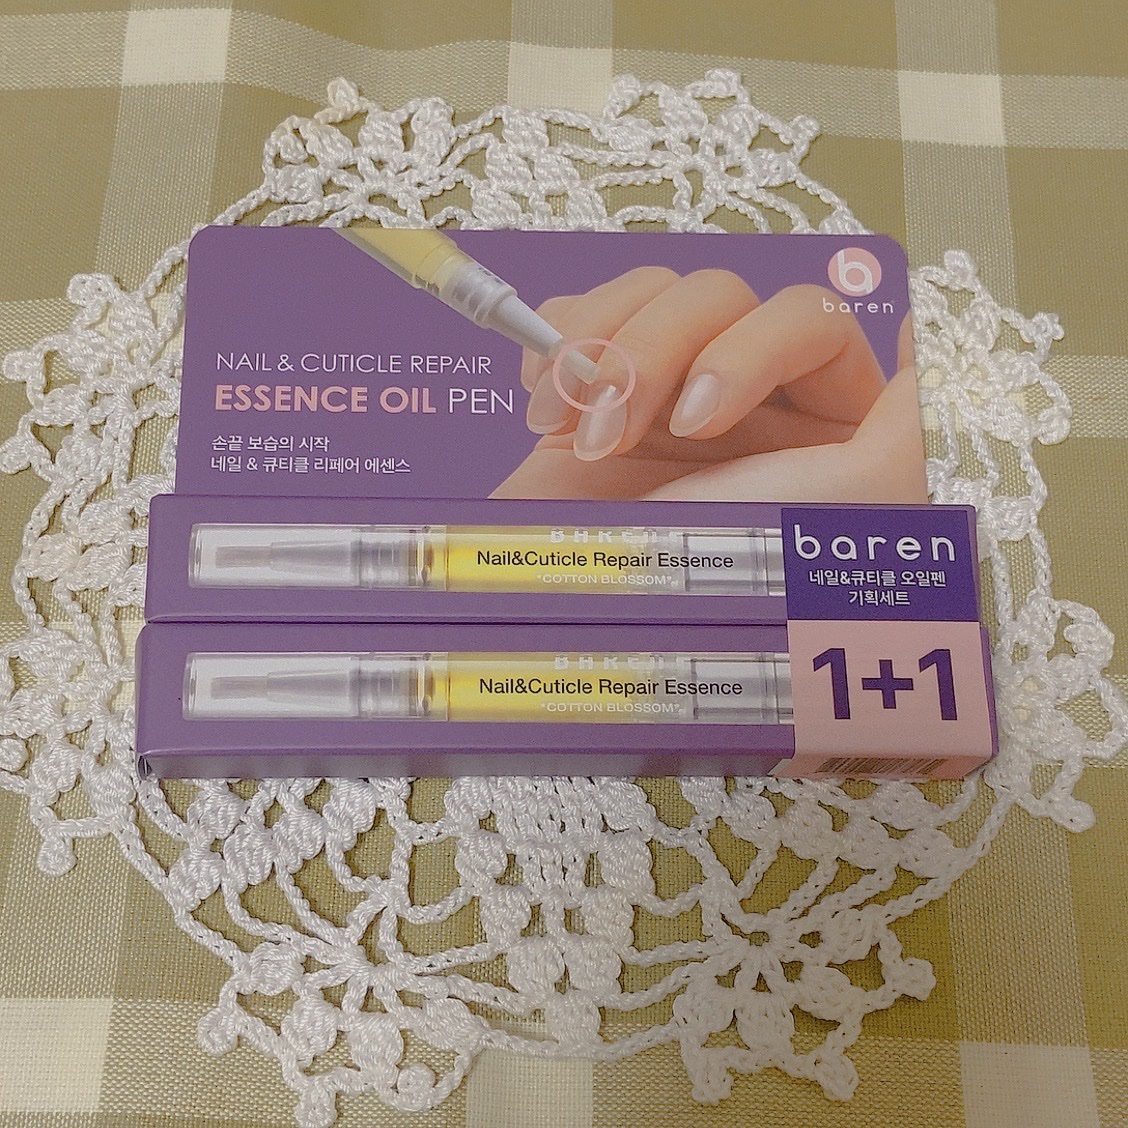 b
baren
NAIL & CUTICLE REPAIR
ESSENCE OIL PEN
손끝 보습의 시작
네일 & 큐티클 리페어 에센스
BAREN
Nail&Cuticle Repair Essence
"COTTON BLOSSOM"
baren
네일&큐티클 오일펜
기획세트
BAREN
Nail&Cuticle Repair Essence
"COTTON BLOSSOM"
1+1